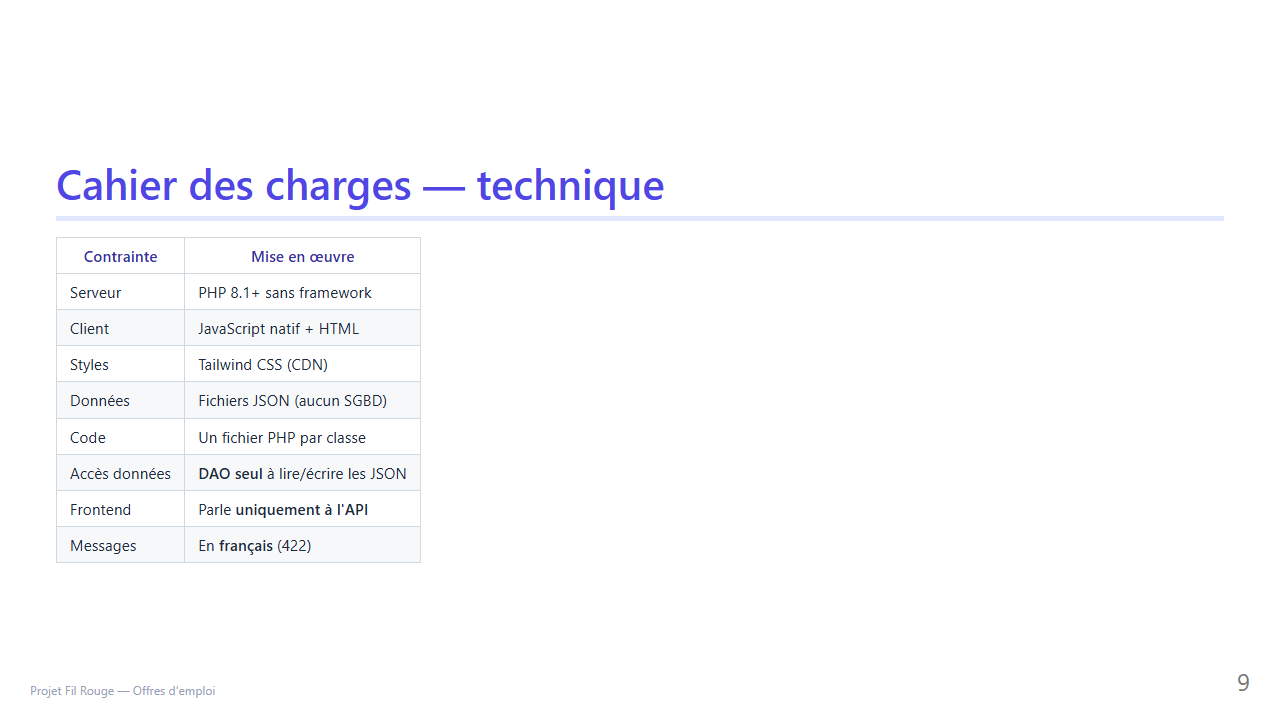 Cahier des charges — technique
Contrainte Mise en œuvre
Serveur PHP 8.1+ sans framework
Client JavaScript natif + HTML
Styles Tailwind CSS (CDN)
Données Fichiers JSON (aucun SGBD)
Code Un fichier PHP par classe
Accès données DAO seul à lire/écrire les JSON
Frontend Parle uniquement à l'API
Messages En français (422)
Projet Fil Rouge — Offres d'emploi
9